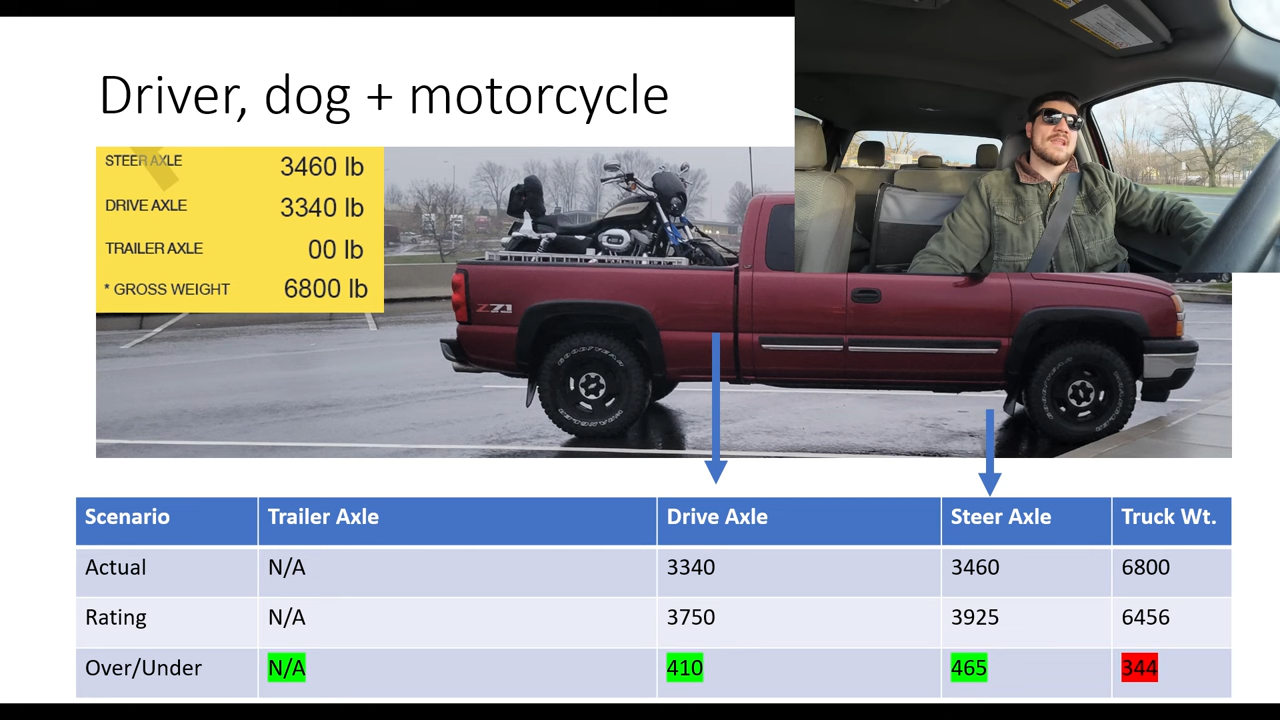 Driver, dog + motorcycle
STEER AXLE 3460 lb
DRIVE AXLE 3340 lb
TRAILER AXLE 00 lb
* GROSS WEIGHT 6800 lb
Z71
GOODYEAR
WRANGLER
Scenario Trailer Axle Drive Axle Steer Axle Truck Wt.
Actual N/A 3340 3460 6800
Rating N/A 3750 3925 6456
Over/Under N/A 410 465 344